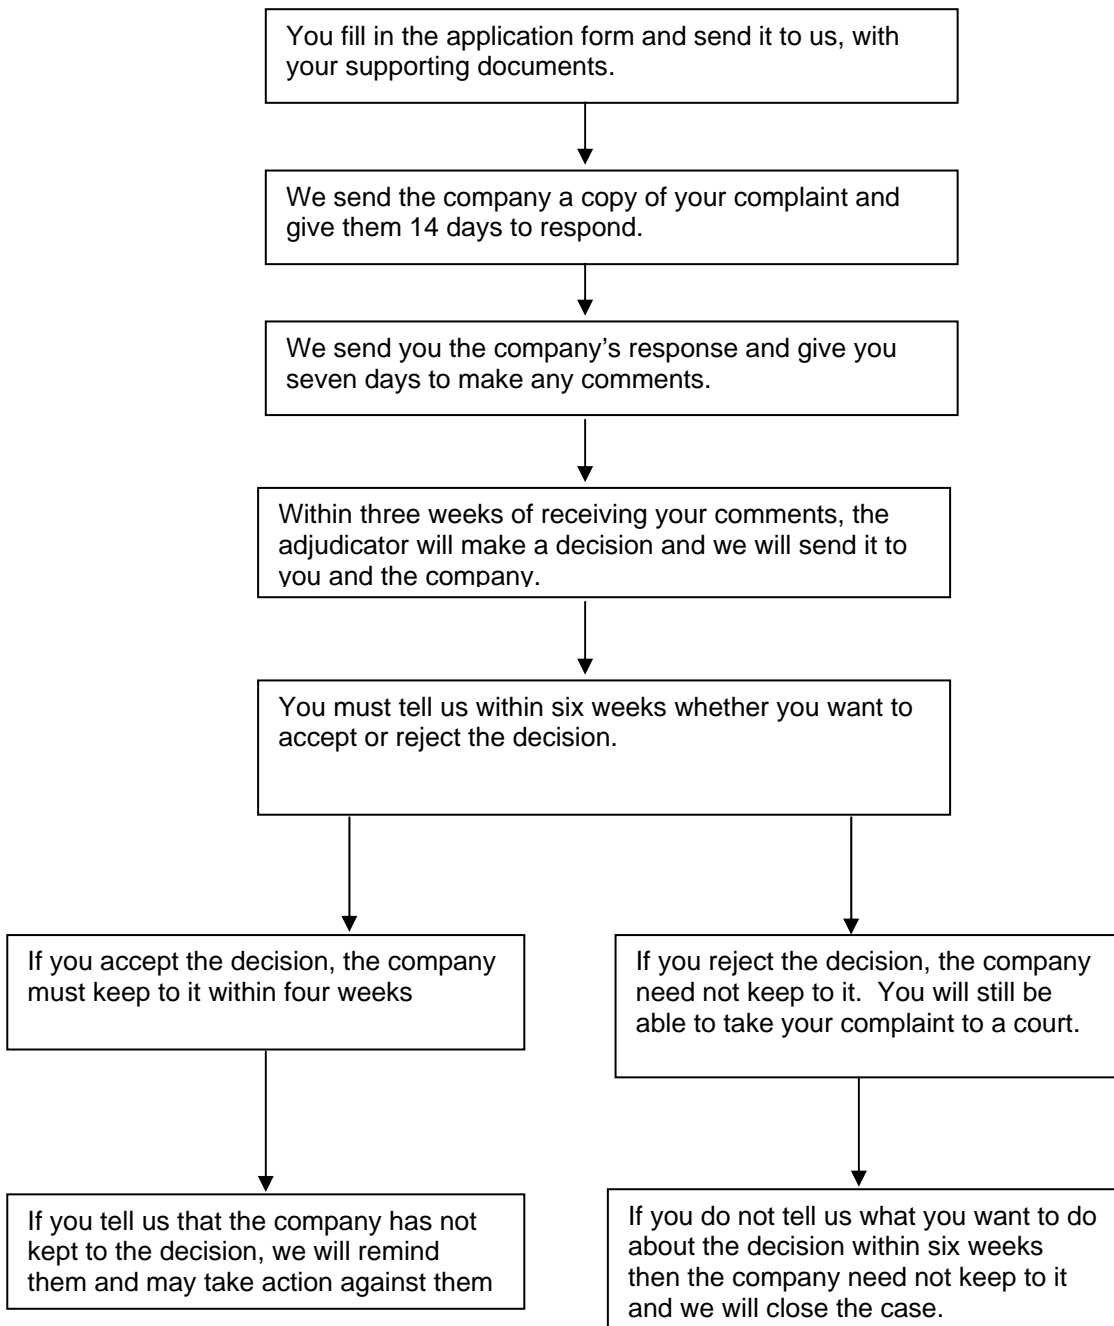 You fill in the application form and send it to us, with
your supporting documents.
We send the company a copy of your complaint and
give them 14 days to respond.
We send you the company’s response and give you
seven days to make any comments.
Within three weeks of receiving your comments, the
adjudicator will make a decision and we will send it to
you and the company.
You must tell us within six weeks whether you want to
accept or reject the decision.
If you accept the decision, the company
must keep to it within four weeks
If you reject the decision, the company
need not keep to it.  You will still be
able to take your complaint to a court.
If you tell us that the company has not
kept to the decision, we will remind
them and may take action against them
If you do not tell us what you want to do
about the decision within six weeks
then the company need not keep to it
and we will close the case.